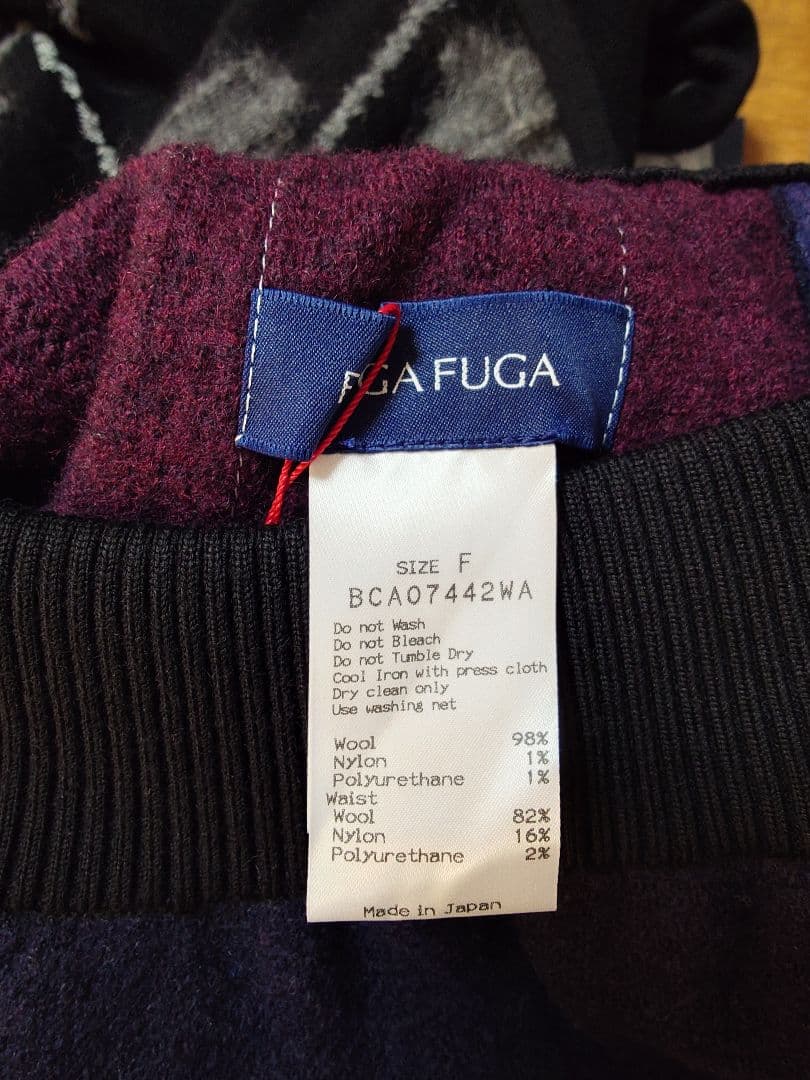 GA FUGA
SIZE F
BCA07442WA
Do not Wash
Do not Bleach
Do not Tumble Dry
Cool Iron with press cloth
Dry clean only
Use washing net
Wool 98%
Nylon 1%
Polyurethane 1%
Waist
Wool 82%
Nylon 16%
Polyurethane 2%
Made in Japan